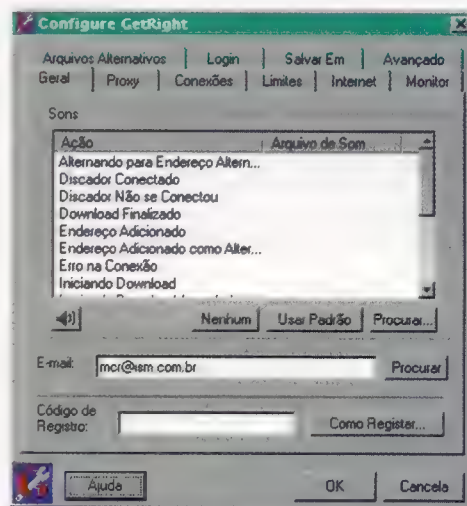 Configure GetRight
Arquivos Alternativos Login Salvar Em Avançado
Geral Proxy Conexões Limites Internet Monitor
Sons
Ação Arquivo de Som
Alternando para Endereço Altern...
Discador Conectado
Discador Não se Conectou
Download Finalizado
Endereço Adicionado
Endereço Adicionado como Alter...
Erro na Conexão
Iniciando Download
Nenhum Usar Padrão Procurar...
E-mail: mcr@ism.com.br Procurar
Código de
Registro: Como Registar...
Ajuda OK Cancela